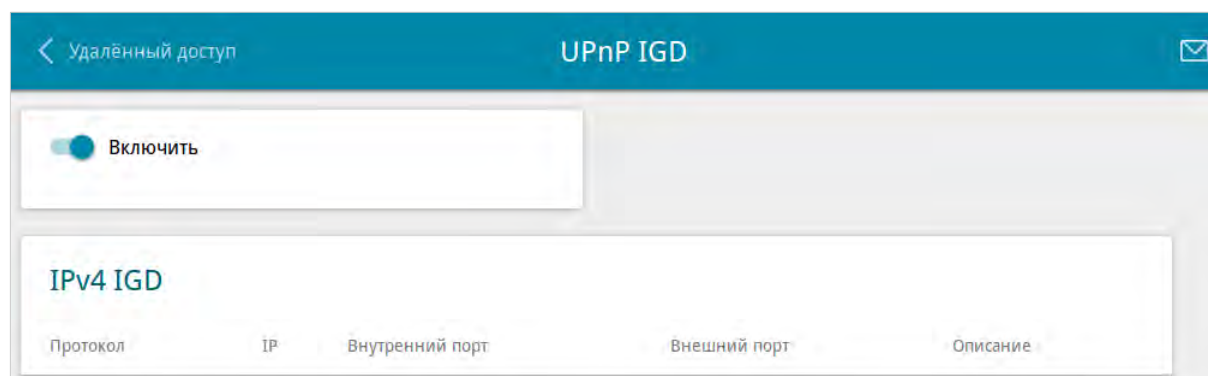 Удалённый доступ UPnP IGD
Включить
IPv4 IGD
Протокол IP Внутренний порт Внешний порт Описание